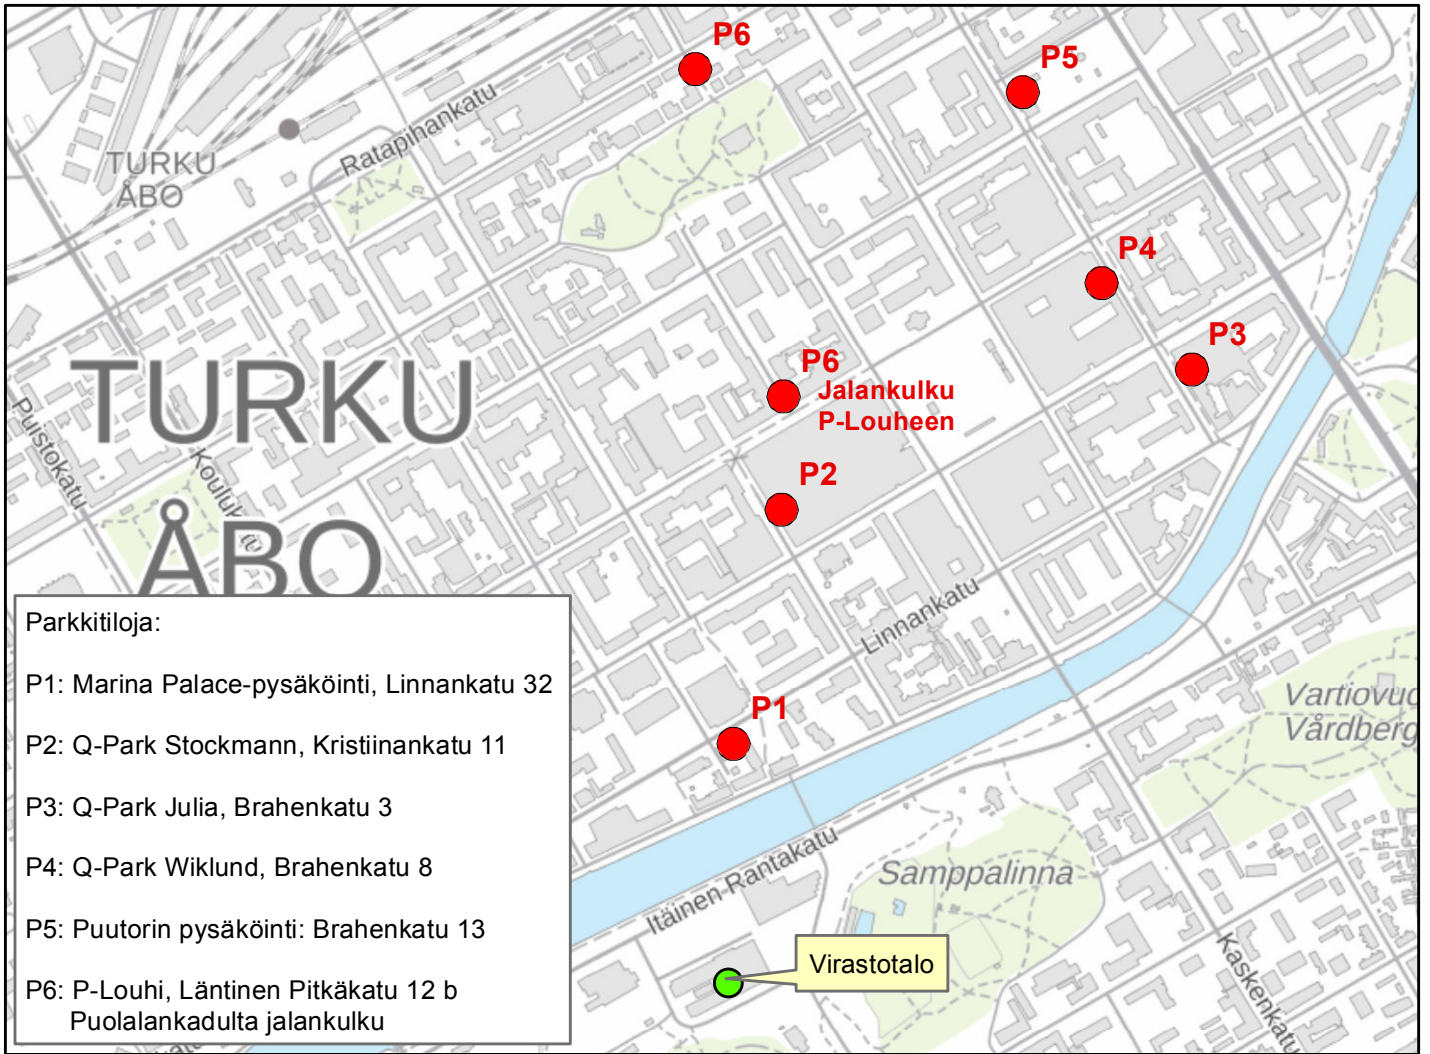 P6
P5
Ratapihankatu
TURKU
ÅBO
P4
P3
P6
Jalankulku
P-Louheen
TURKU
ÅBO
Puistokatu
P2
Linnankatu
P1
Vartiovuo
Vårdberg
Samppalinna
Itäinen Rantakatu
Kaskenkatu
Virastotalo
Parkkitiloja:
P1: Marina Palace-pysäköinti, Linnankatu 32
P2: Q-Park Stockmann, Kristiinankatu 11
P3: Q-Park Julia, Brahenkatu 3
P4: Q-Park Wiklund, Brahenkatu 8
P5: Puutorin pysäköinti: Brahenkatu 13
P6: P-Louhi, Läntinen Pitkäkatu 12 b
Puolalankadulta jalankulku